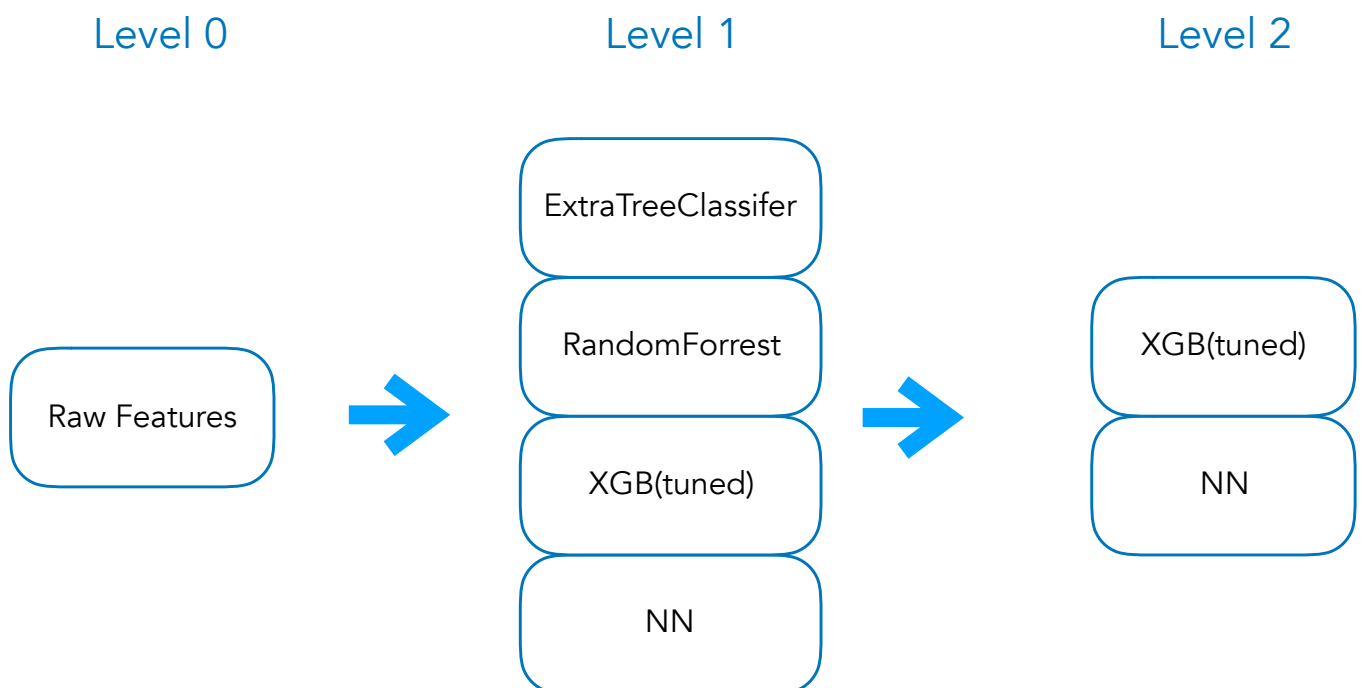 Level 0
Level 1
Level 2
Raw Features
ExtraTreeClassifer
RandomForrest
XGB(tuned)
NN
XGB(tuned)
NN